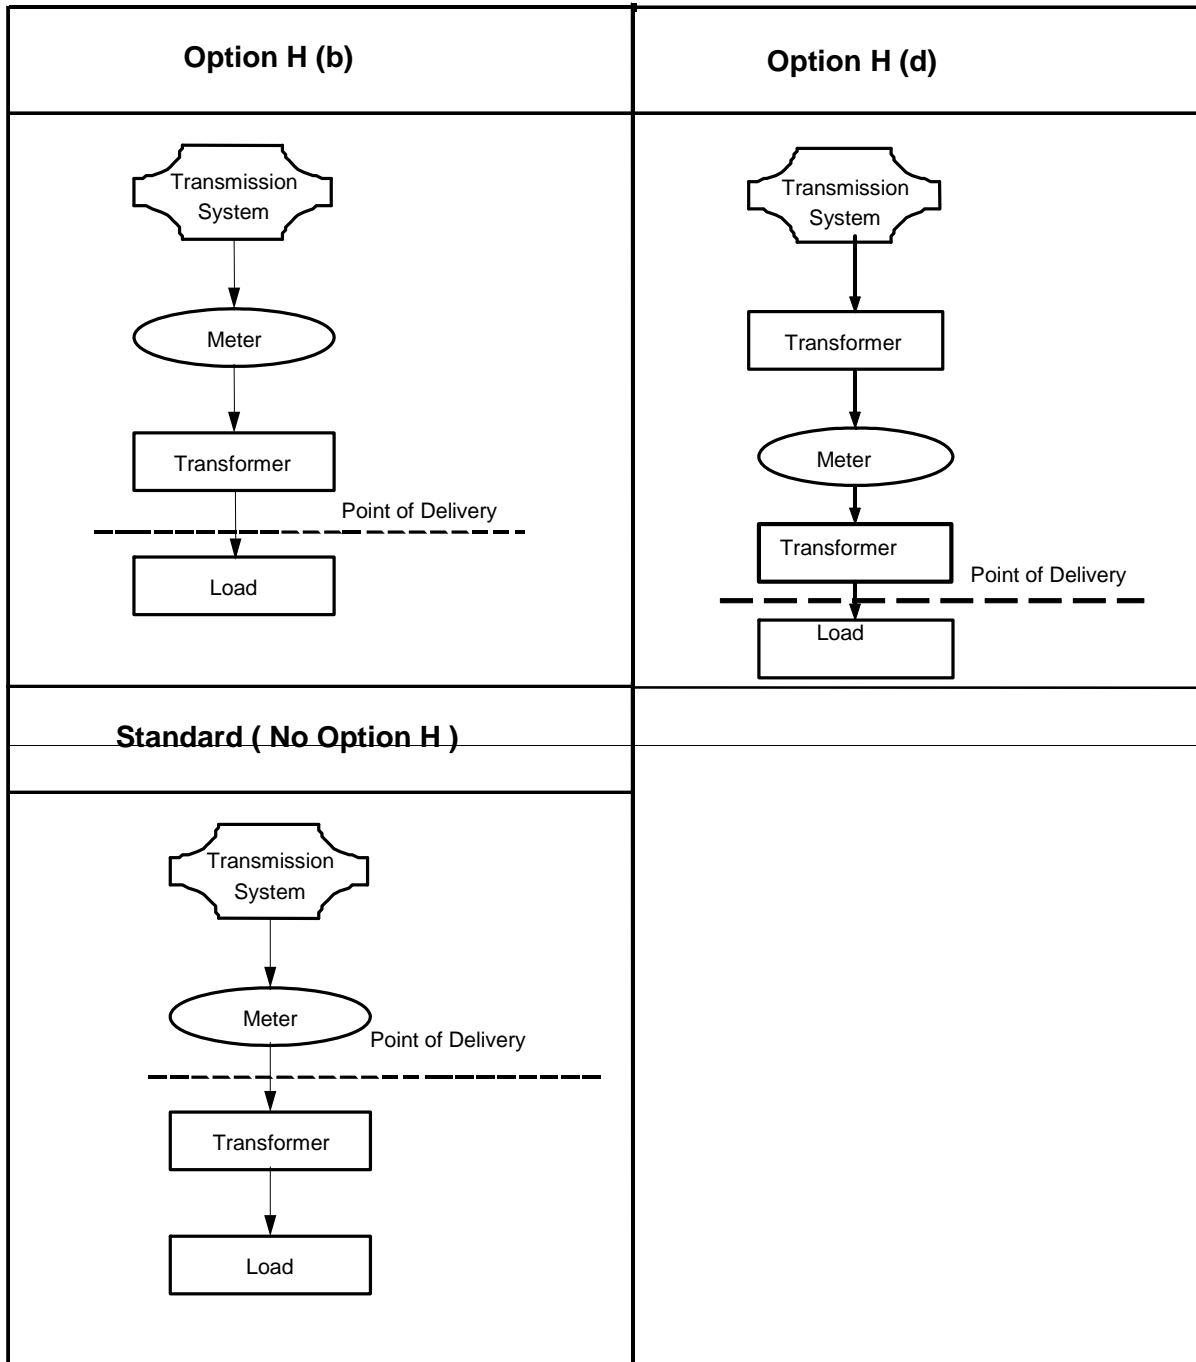 Option H (b)
Transmission
System
Meter
Transformer
Point of Delivery
Load
Option H (d)
Transmission
System
Transformer
Meter
Transformer
Point of Delivery
Load
Standard ( No Option H )
Transmission
System
Meter
Point of Delivery
Transformer
Load